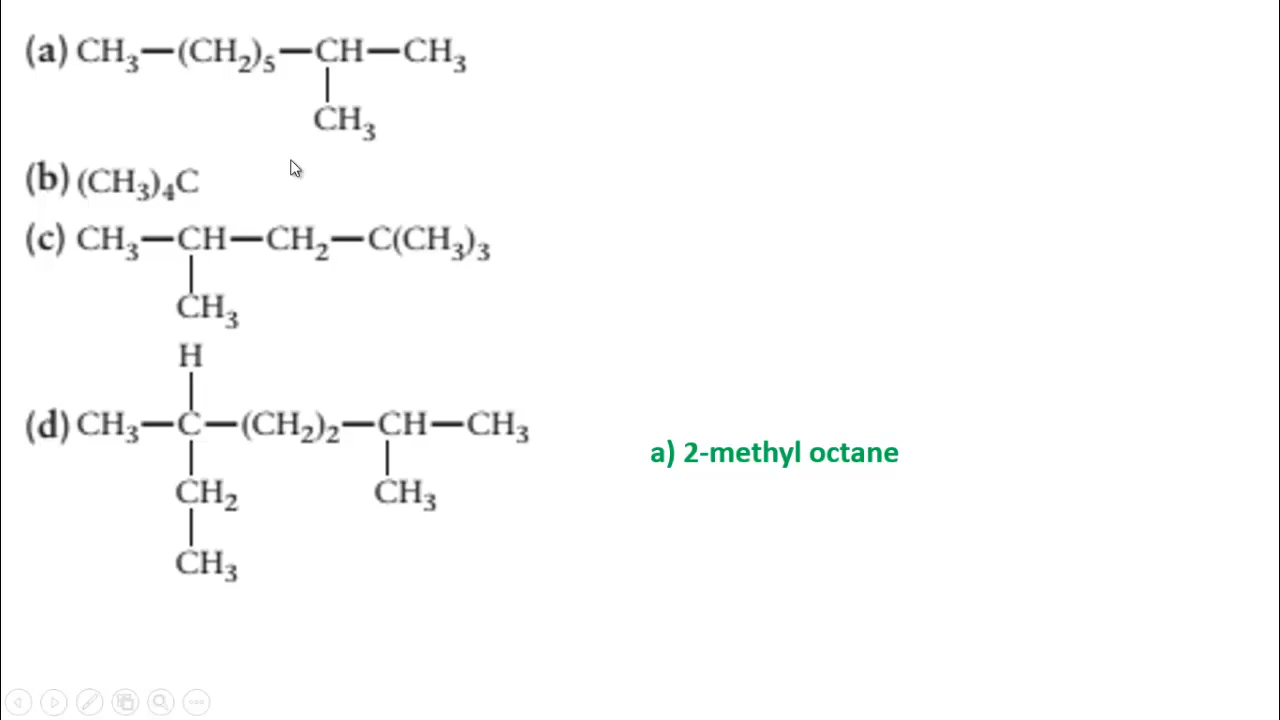 (a) CH₃—(CH₂)₅—CH—CH₃
CH₃
(b) (CH₃)₄C
(c) CH₃—CH—CH₂—C(CH₃)₃
CH₃
H
(d) CH₃—C—(CH₂)₂—CH—CH₃
a) 2-methyl octane
CH₂ CH₃
CH₃